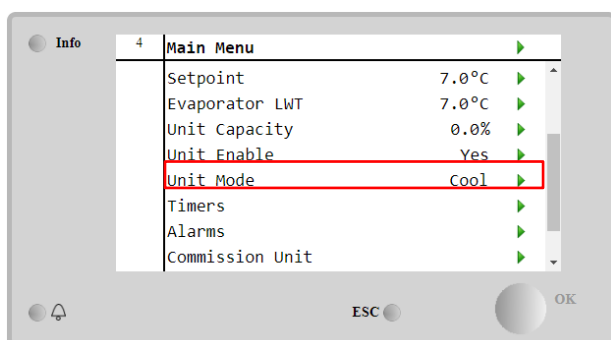 Info
4 Main Menu
Setpoint 7.0°C
Evaporator LWT 7.0°C
Unit Capacity 0.0%
Unit Enable Yes
Unit Mode Cool
Timers
Alarms
Commission Unit
ESC
OK